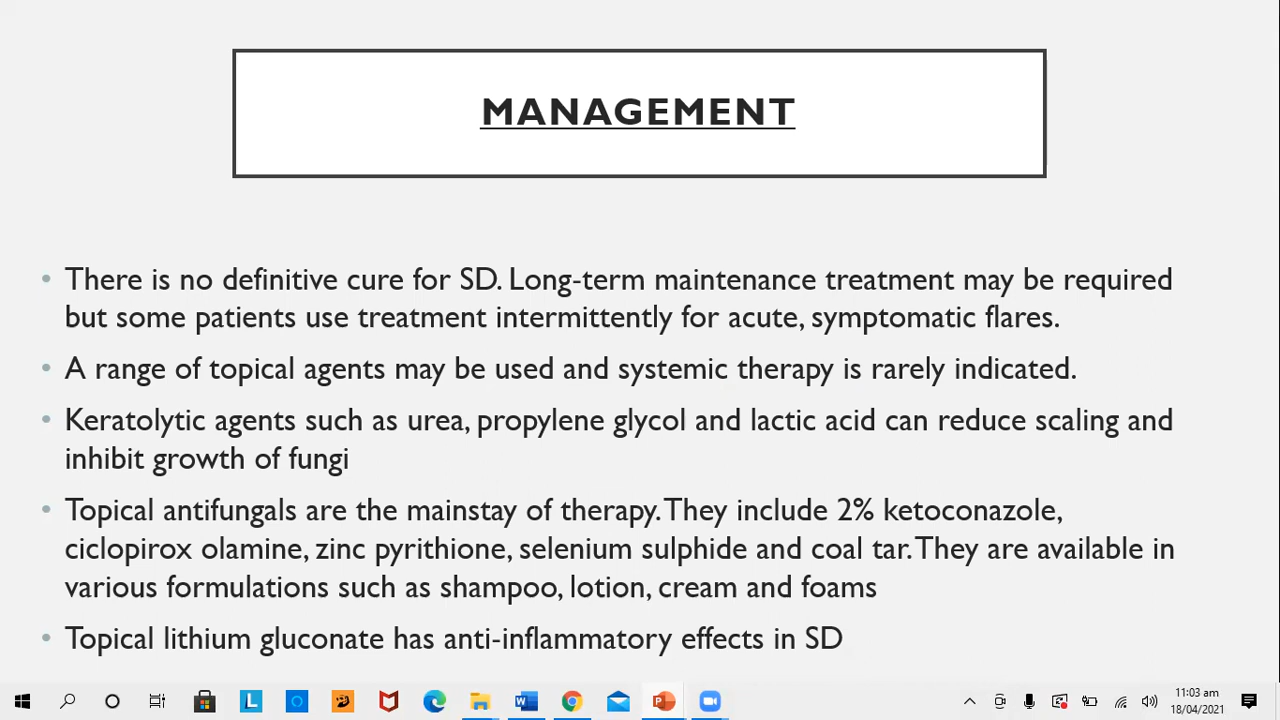 MANAGEMENT
• There is no definitive cure for SD. Long-term maintenance treatment may be required
but some patients use treatment intermittently for acute, symptomatic flares.
• A range of topical agents may be used and systemic therapy is rarely indicated.
• Keratolytic agents such as urea, propylene glycol and lactic acid can reduce scaling and
inhibit growth of fungi
• Topical antifungals are the mainstay of therapy. They include 2% ketoconazole,
ciclopirox olamine, zinc pyrithione, selenium sulphide and coal tar. They are available in
various formulations such as shampoo, lotion, cream and foams
• Topical lithium gluconate has anti-inflammatory effects in SD
11:03 am
18/04/2021